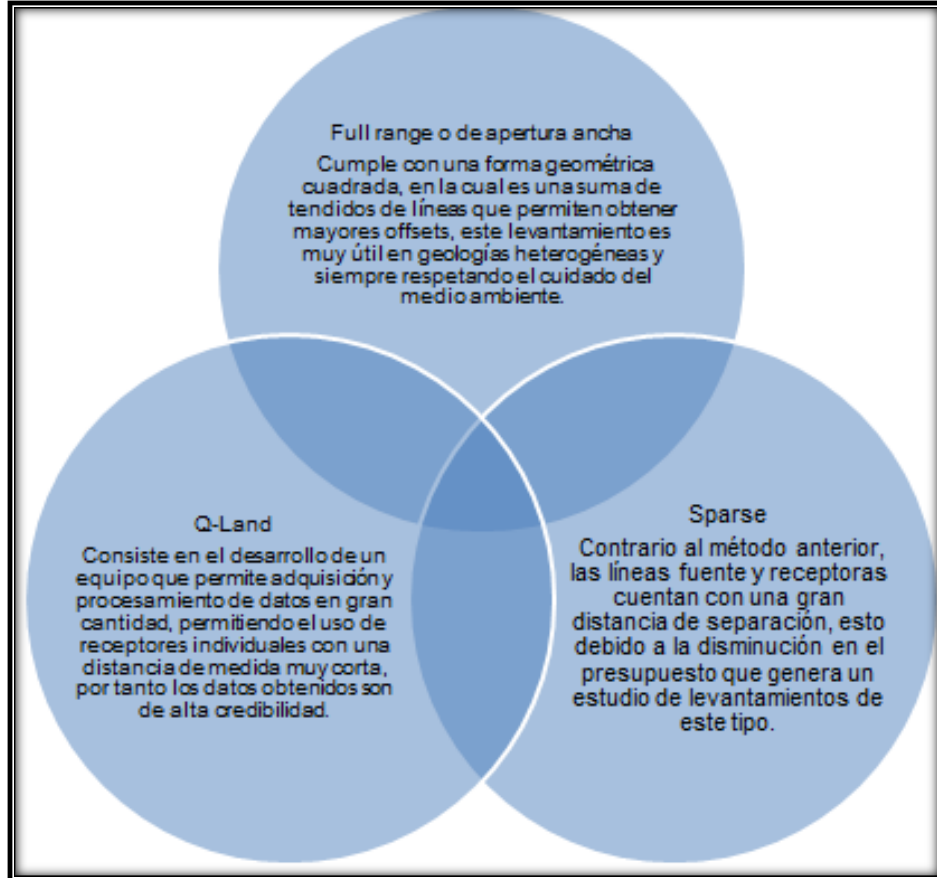 Full range o de apertura ancha
Cumple con una forma geométrica
cuadrada, en la cual es una suma de
tendidos de líneas que permiten obtener
mayores offsets, este levantamiento es
muy útil en geologías heterogéneas y
siempre respetando el cuidado del
medio ambiente.
Q-Land
Consiste en el desarrollo de un
equipo que permite adquisición y
procesamiento de datos en gran
cantidad, permitiendo el uso de
receptores individuales con una
distancia de medida muy corta,
por tanto los datos obtenidos son
de alta credibilidad.
Sparse
Contrario al método anterior,
las líneas fuente y receptoras
cuentan con una gran
distancia de separación, esto
debido a la disminución en el
presupuesto que genera un
estudio de levantamientos de
este tipo.